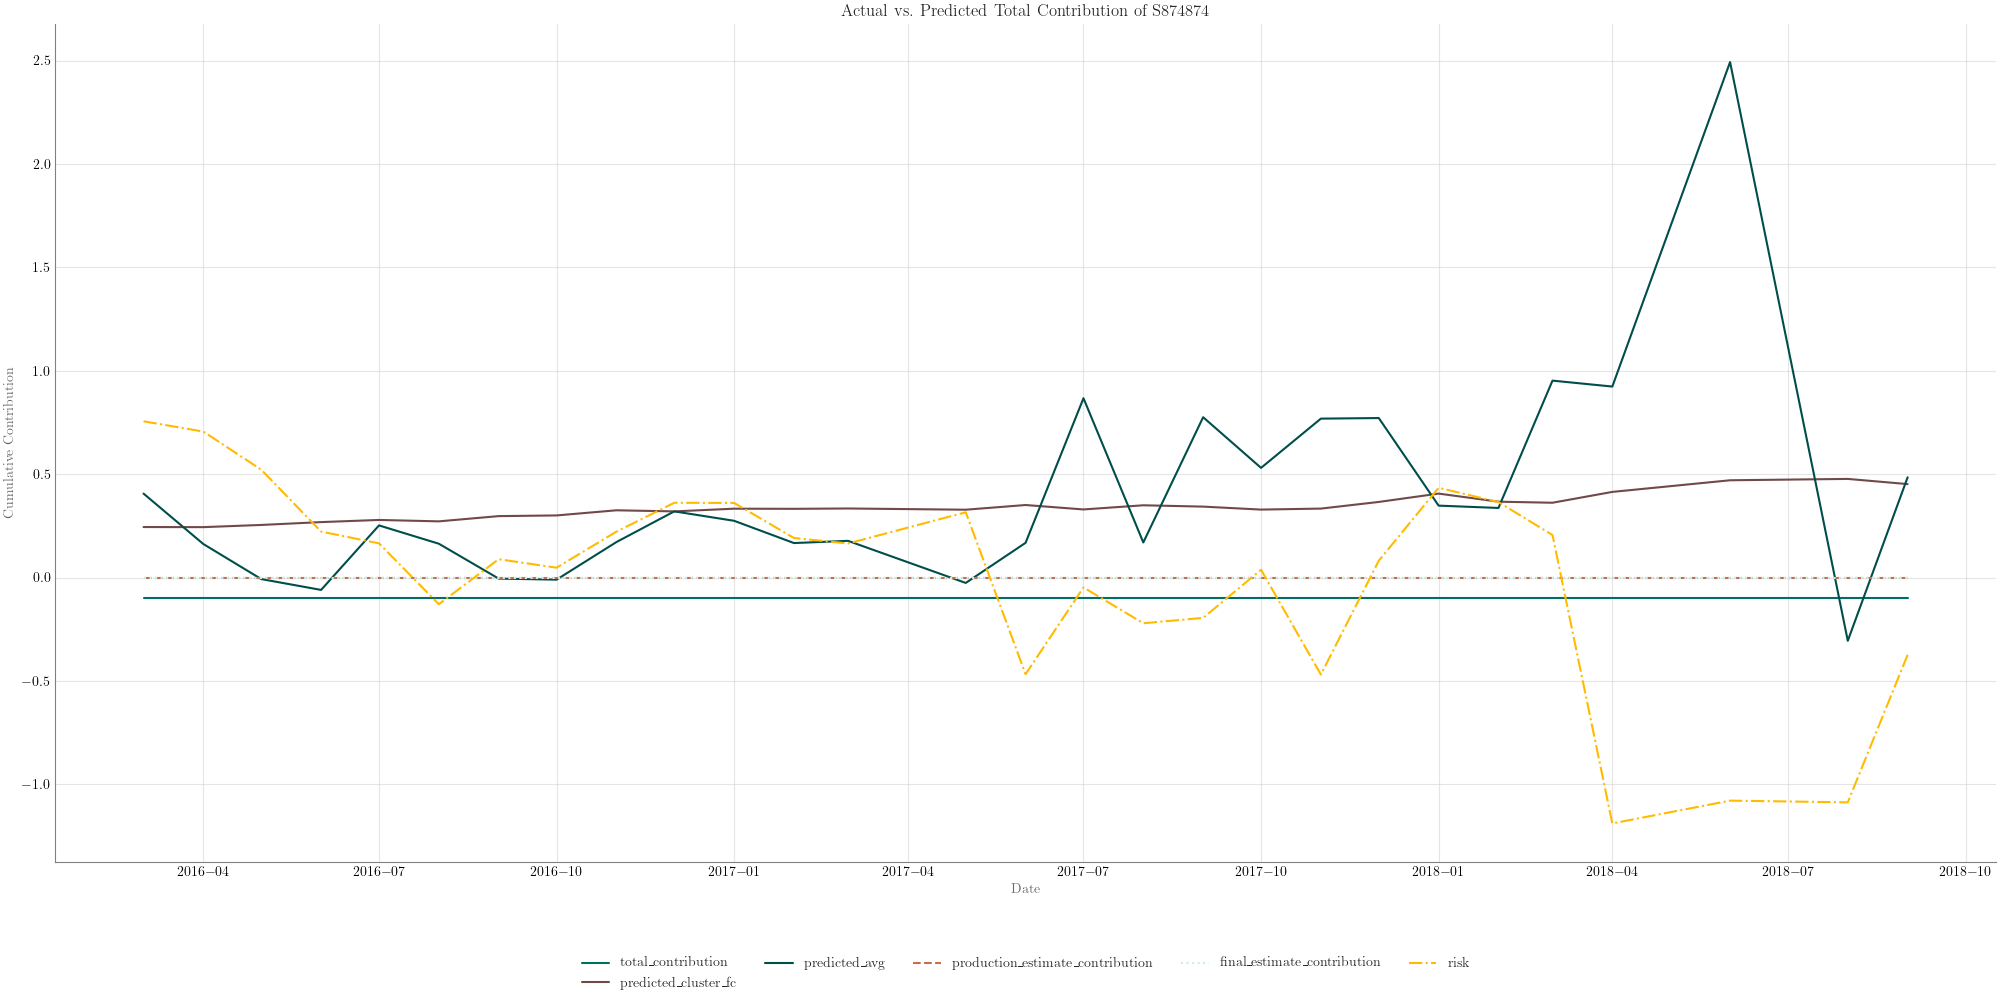 Actual vs. Predicted Total Contribution of S874874
Cumulative Contribution
2.5
2.0
1.5
1.0
0.5
0.0
−0.5
−1.0
2016−04 2016−07 2016−10 2017−01 2017−04 2017−07 2017−10 2018−01 2018−04 2018−07 2018−10
Date
total_contribution predicted_avg production_estimate_contribution final_estimate_contribution risk
predicted_cluster_fc